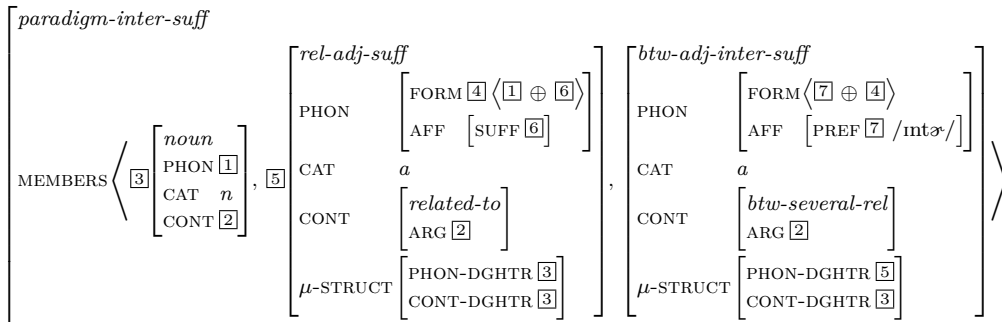 paradigm-inter-suff
rel-adj-suff btw-adj-inter-suff
FORM 4 ⟨ 1 ⊕ 6 ⟩ FORM ⟨ 7 ⊕ 4 ⟩
PHON PHON
noun AFF [SUFF 6 ] AFF [PREF 7 /ɪntɚ/]
PHON 1
MEMBERS ⟨ 3 , 5 CAT a , CAT a ⟩
CAT n
CONT 2 related-to btw-several-rel
CONT CONT
ARG 2 ARG 2
PHON-DGHTR 3 PHON-DGHTR 5
μ-STRUCT μ-STRUCT
CONT-DGHTR 3 CONT-DGHTR 3